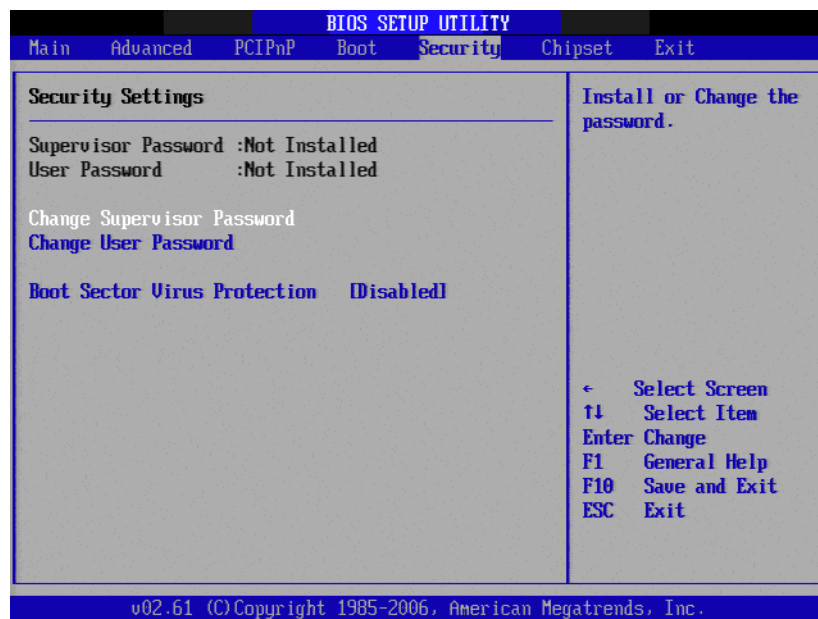 BIOS SETUP UTILITY
Main Advanced PCIPnP Boot Security Chipset Exit
Security Settings
Supervisor Password :Not Installed
User Password :Not Installed
Change Supervisor Password
Change User Password
Boot Sector Virus Protection [Disabled]
Install or Change the
password.
← Select Screen
↑↓ Select Item
Enter Change
F1 General Help
F10 Save and Exit
ESC Exit
v02.61 (C)Copyright 1985-2006, American Megatrends, Inc.